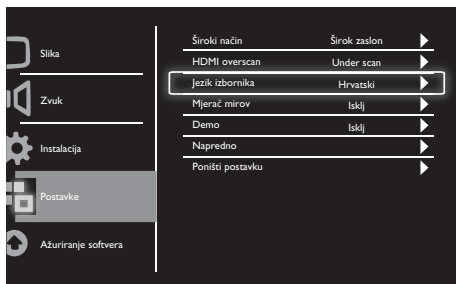 Slika
Zvuk
Instalacija
Postavke
Ažuriranje softvera
Široki način Širok zaslon
HDMI overscan Under scan
Jezik izbornika Hrvatski
Mjerač mirov Isklj
Demo Isklj
Napredno
Poništi postavku